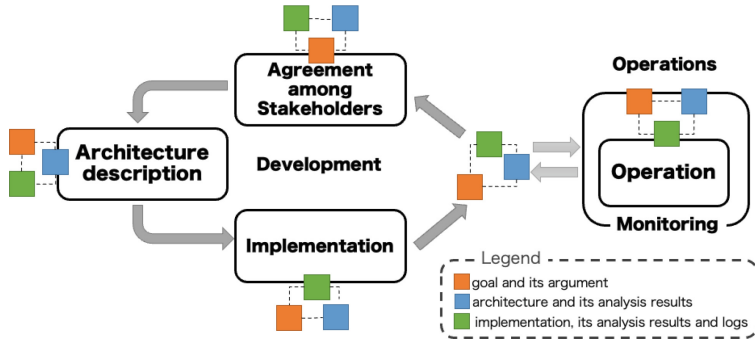 Agreement
among
Stakeholders
Operations
Architecture
description
Development
Operation
Monitoring
Implementation
Legend
goal and its argument
architecture and its analysis results
implementation, its analysis results and logs